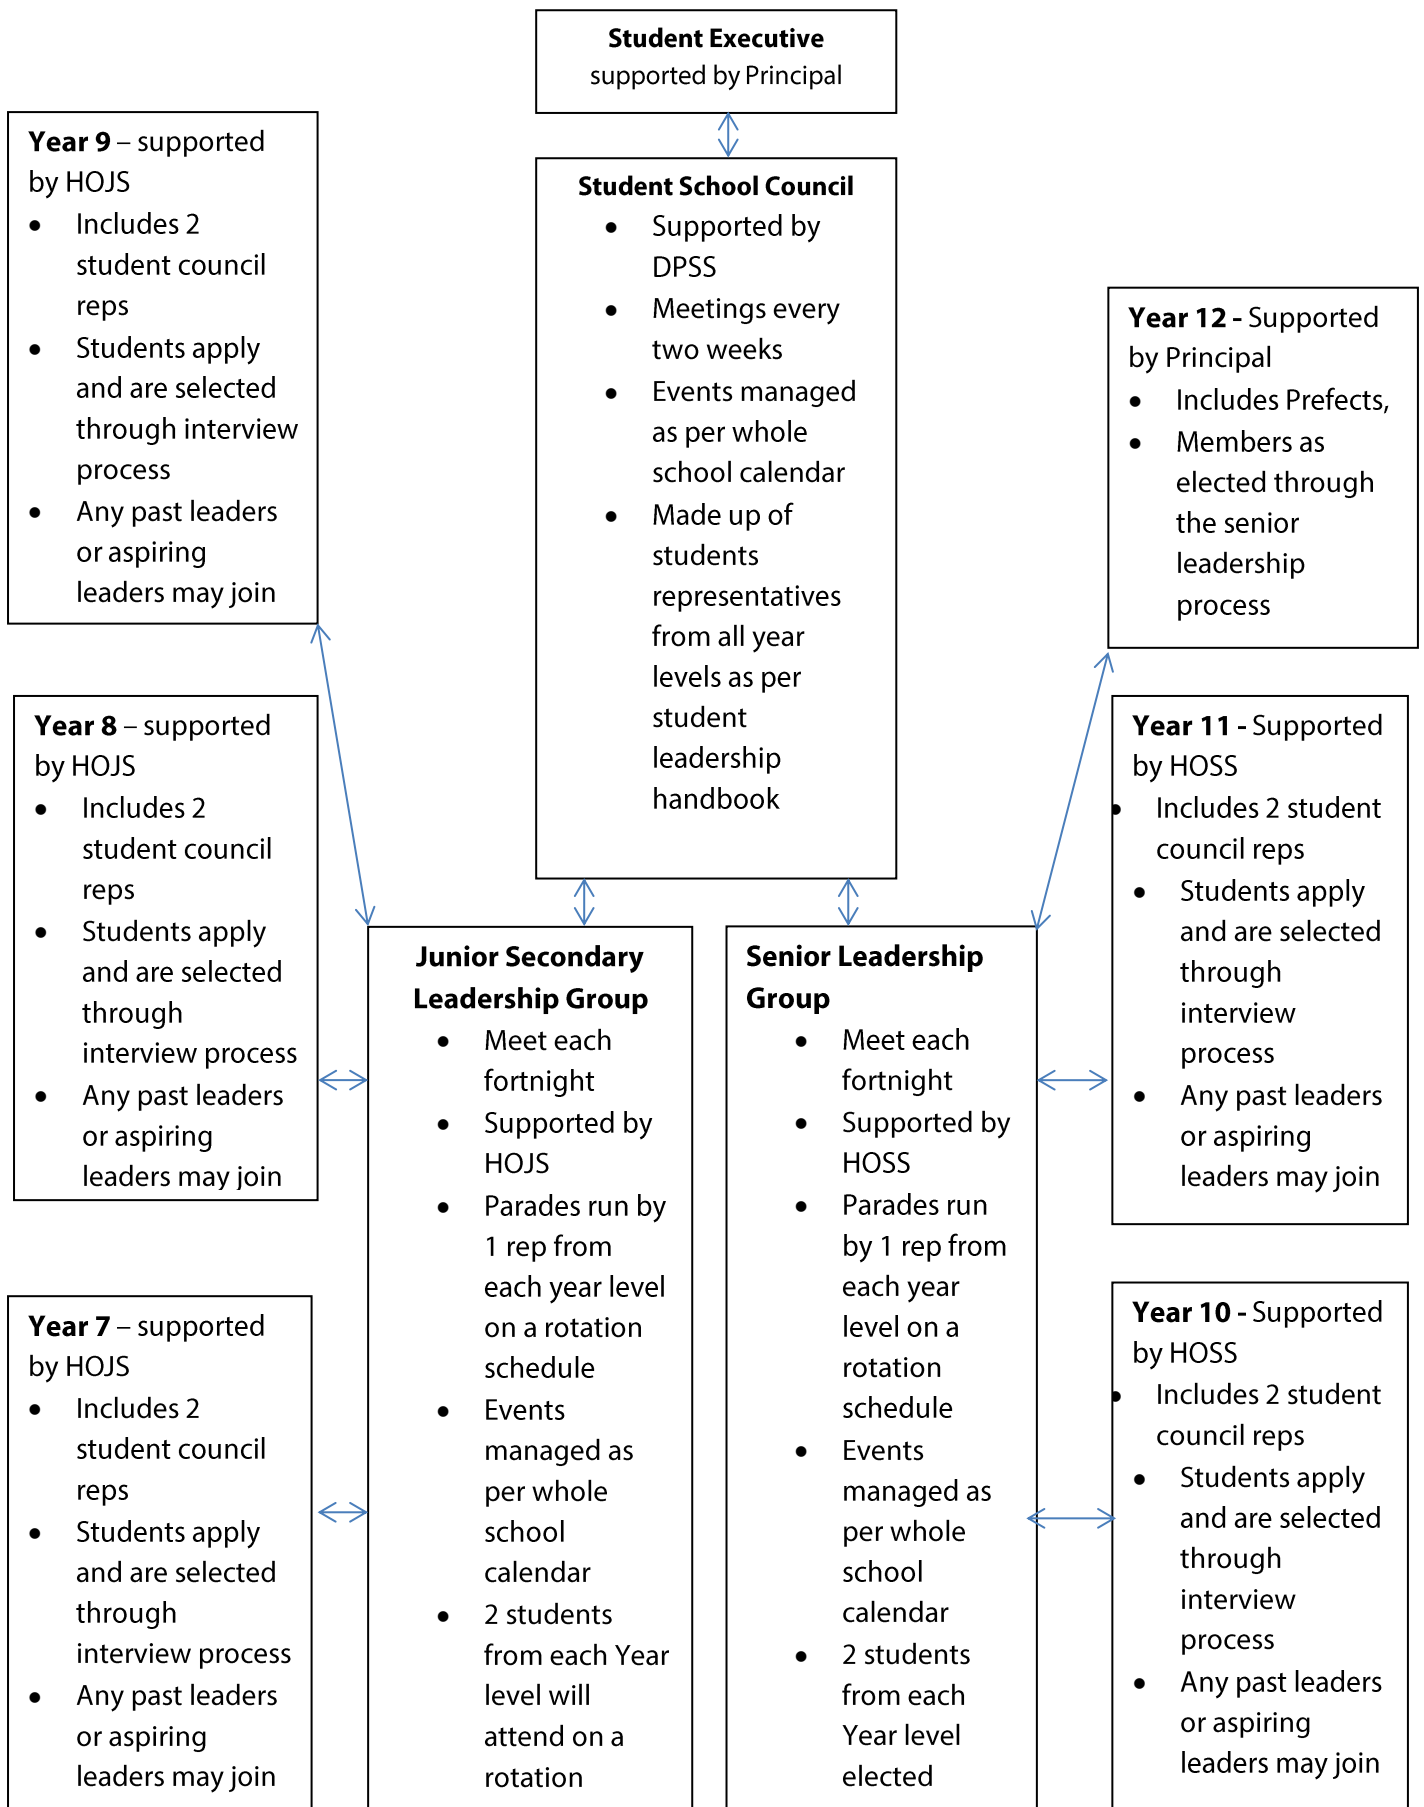 Student Executive
supported by Principal
Student School Council
• Supported by
DPSS
• Meetings every
two weeks
• Events managed
as per whole
school calendar
• Made up of
students
representatives
from all year
levels as per
student
leadership
handbook
Year 9 – supported
by HOJS
• Includes 2
student council
reps
• Students apply
and are selected
through interview
process
• Any past leaders
or aspiring
leaders may join
Year 8 – supported
by HOJS
• Includes 2
student council
reps
• Students apply
and are selected
through
interview process
• Any past leaders
or aspiring
leaders may join
Year 7 – supported
by HOJS
• Includes 2
student council
reps
• Students apply
and are selected
through
interview process
• Any past leaders
or aspiring
leaders may join
Junior Secondary
Leadership Group
• Meet each
fortnight
• Supported by
HOJS
• Parades run by
1 rep from
each year level
on a rotation
schedule
• Events
managed as
per whole
school
calendar
• 2 students
from each Year
level will
attend on a
rotation
Senior Leadership
Group
• Meet each
fortnight
• Supported by
HOSS
• Parades run
by 1 rep from
each year
level on a
rotation
schedule
• Events
managed as
per whole
school
calendar
• 2 students
from each
Year level
elected
Year 12 - Supported
by Principal
• Includes Prefects,
• Members as
elected through
the senior
leadership
process
Year 11 - Supported
by HOSS
• Includes 2 student
council reps
• Students apply
and are selected
through
interview
process
• Any past leaders
or aspiring
leaders may join
Year 10 - Supported
by HOSS
• Includes 2 student
council reps
• Students apply
and are selected
through
interview
process
• Any past leaders
or aspiring
leaders may join